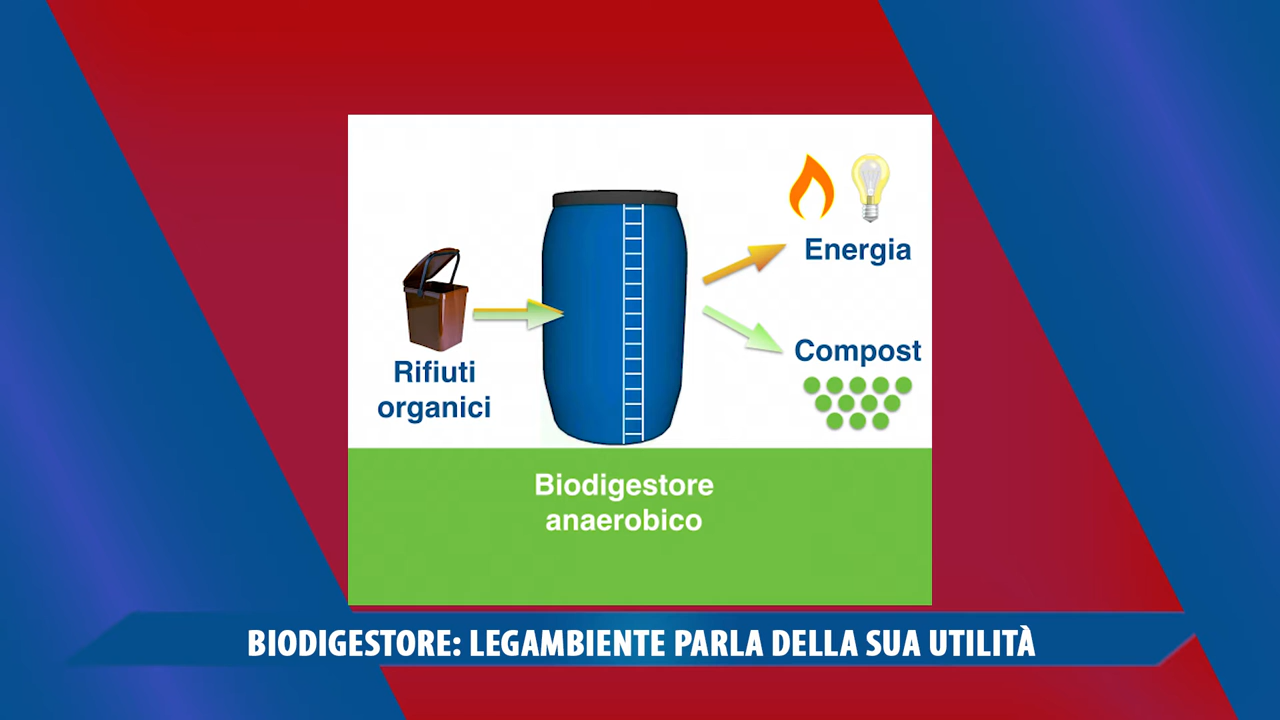 Energia
Compost
Rifiuti
organici
Biodigestore
anaerobico
BIODIGESTORE: LEGAMBIENTE PARLA DELLA SUA UTILITÀ